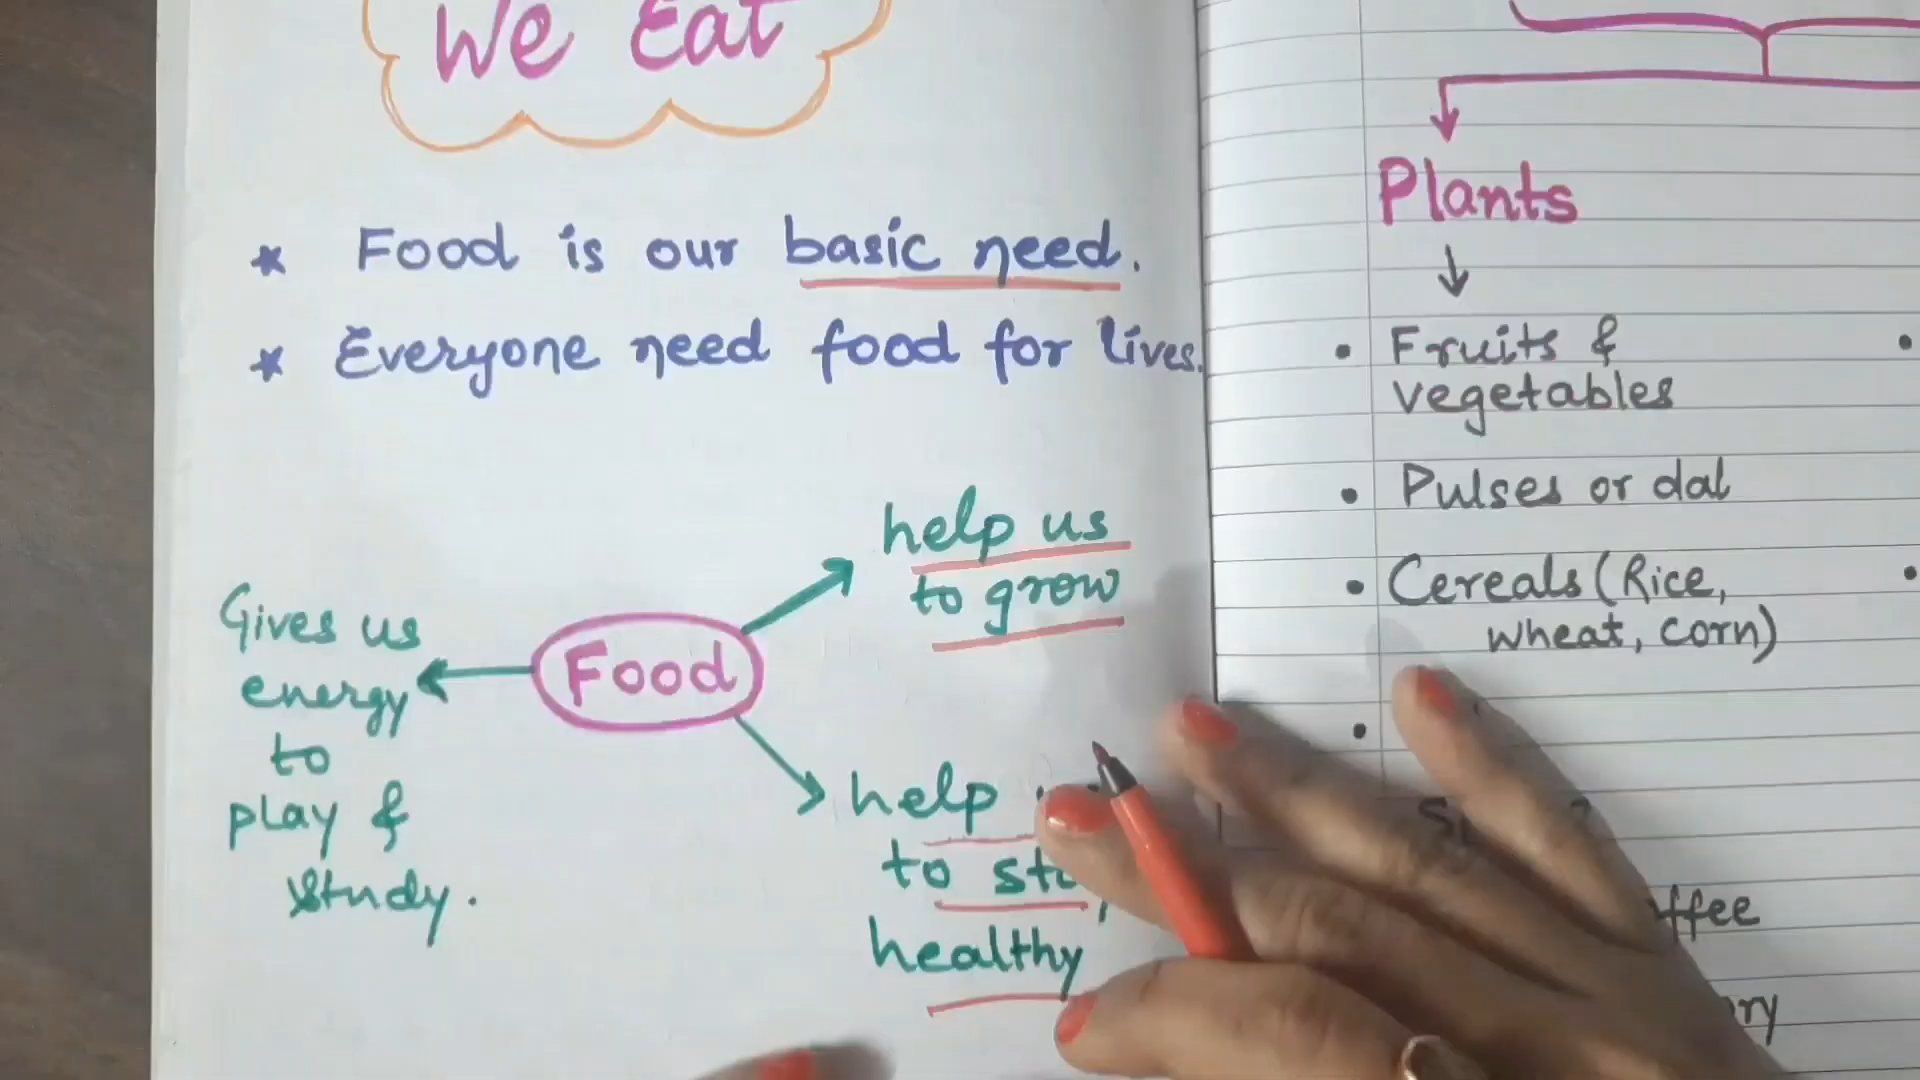 We Eat
* Food is our basic need.
* Everyone need food for lives.
Food
help us
to grow
Gives us
energy
to
play &
study.
help
to
healthy
Plants
• Fruits &
vegetables
• Pulses or dal
• Cereals (Rice,
wheat, corn)
•